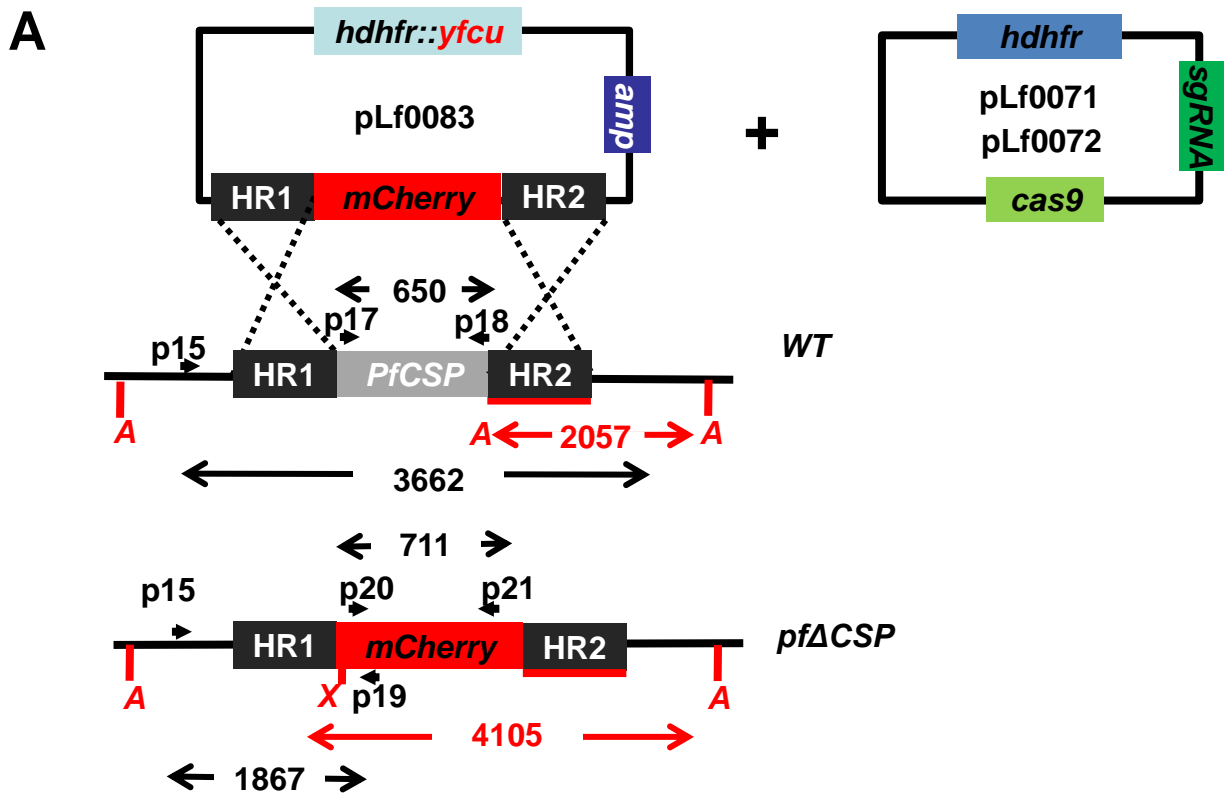 A
hdhfr::yfcu
pLf0083
amp
HR1 mCherry HR2
+
hdhfr
pLf0071
pLf0072
sgRNA
cas9
650
p17 p18
p15
WT
HR1 PfCSP HR2
A A 2057 A
3662
711
p15 p20 p21
HR1 mCherry HR2
pfΔCSP
A X p19 A
4105
1867